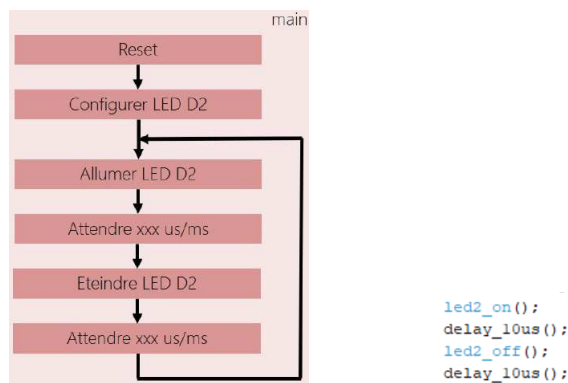 main
Reset
Configurer LED D2
Allumer LED D2
Attendre xxx us/ms
Eteindre LED D2
Attendre xxx us/ms
led2_on();
delay_10us();
led2_off();
delay_10us();